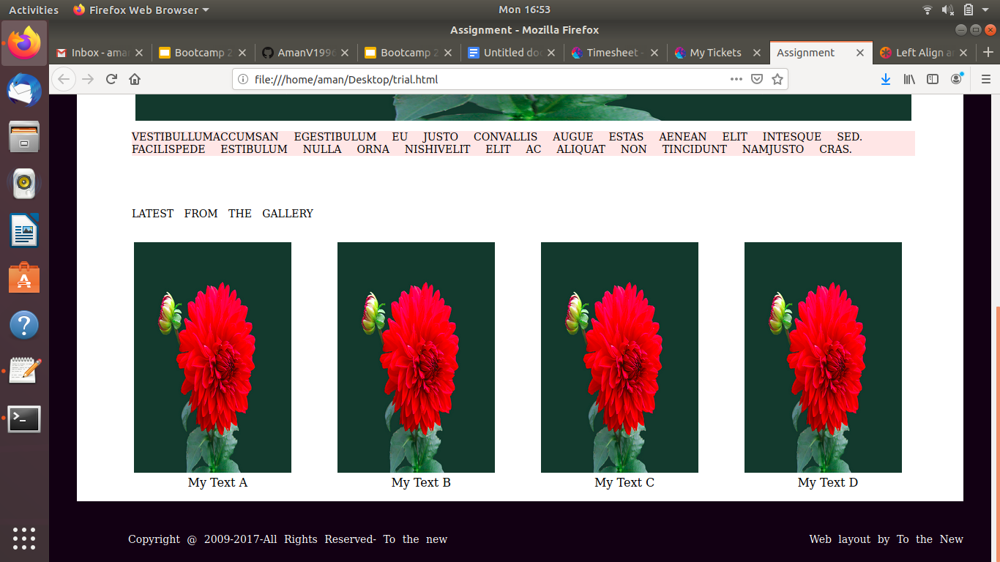 Activities Firefox Web Browser Mon 16:53
Assignment - Mozilla Firefox
Inbox - aman Bootcamp 2 AmanV1996 Bootcamp 2 Untitled do Timesheet - My Tickets Assignment Left Align a
file:///home/aman/Desktop/trial.html
VESTIBULLUMACCUMSAN EGESTIBULUM EU JUSTO CONVALLIS AUGUE ESTAS AENEAN ELIT INTESQUE SED.
FACILISPEDE ESTIBULUM NULLA ORNA NISHIVELIT ELIT AC ALIQUAT NON TINCIDUNT NAMJUSTO CRAS.
LATEST FROM THE GALLERY
My Text A My Text B My Text C My Text D
Copyright @ 2009-2017-All Rights Reserved- To the new Web layout by To the New